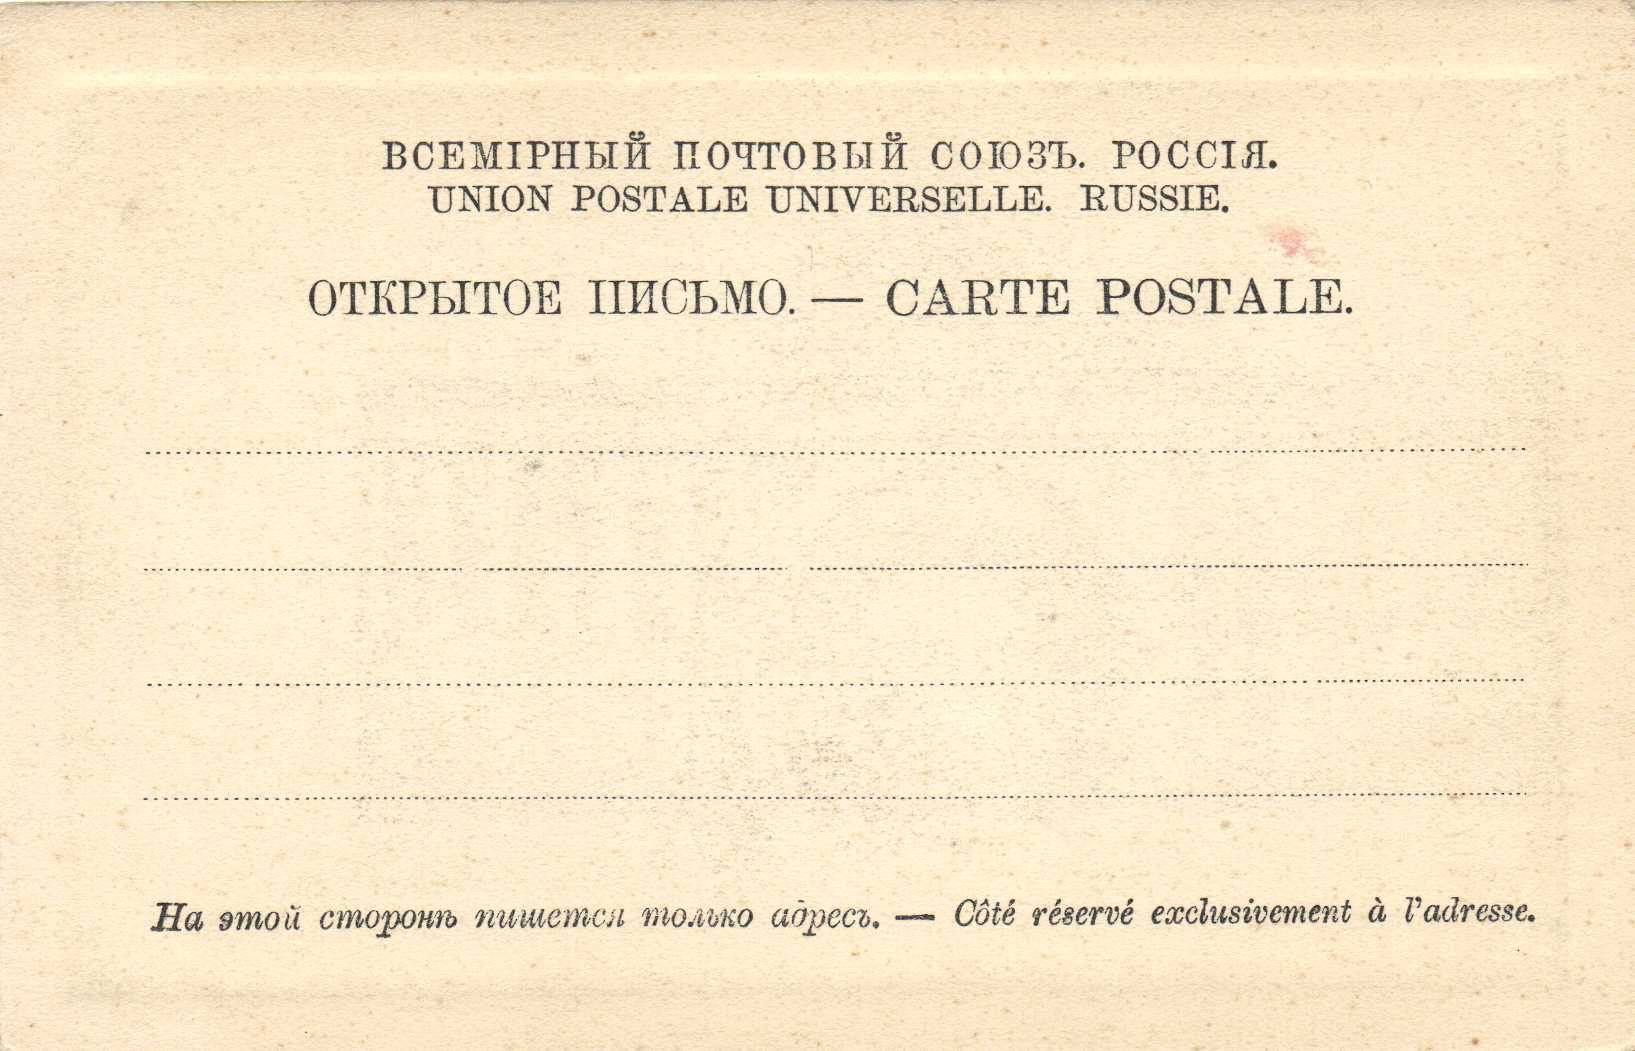 ВСЕМІРНЫЙ ПОЧТОВЫЙ СОЮЗЪ. РОССІЯ.
UNION POSTALE UNIVERSELLE. RUSSIE.
ОТКРЫТОЕ ПИСЬМО. — CARTE POSTALE.
На этой сторонѣ пишется только адресъ. — Côté réservé exclusivement à l'adresse.